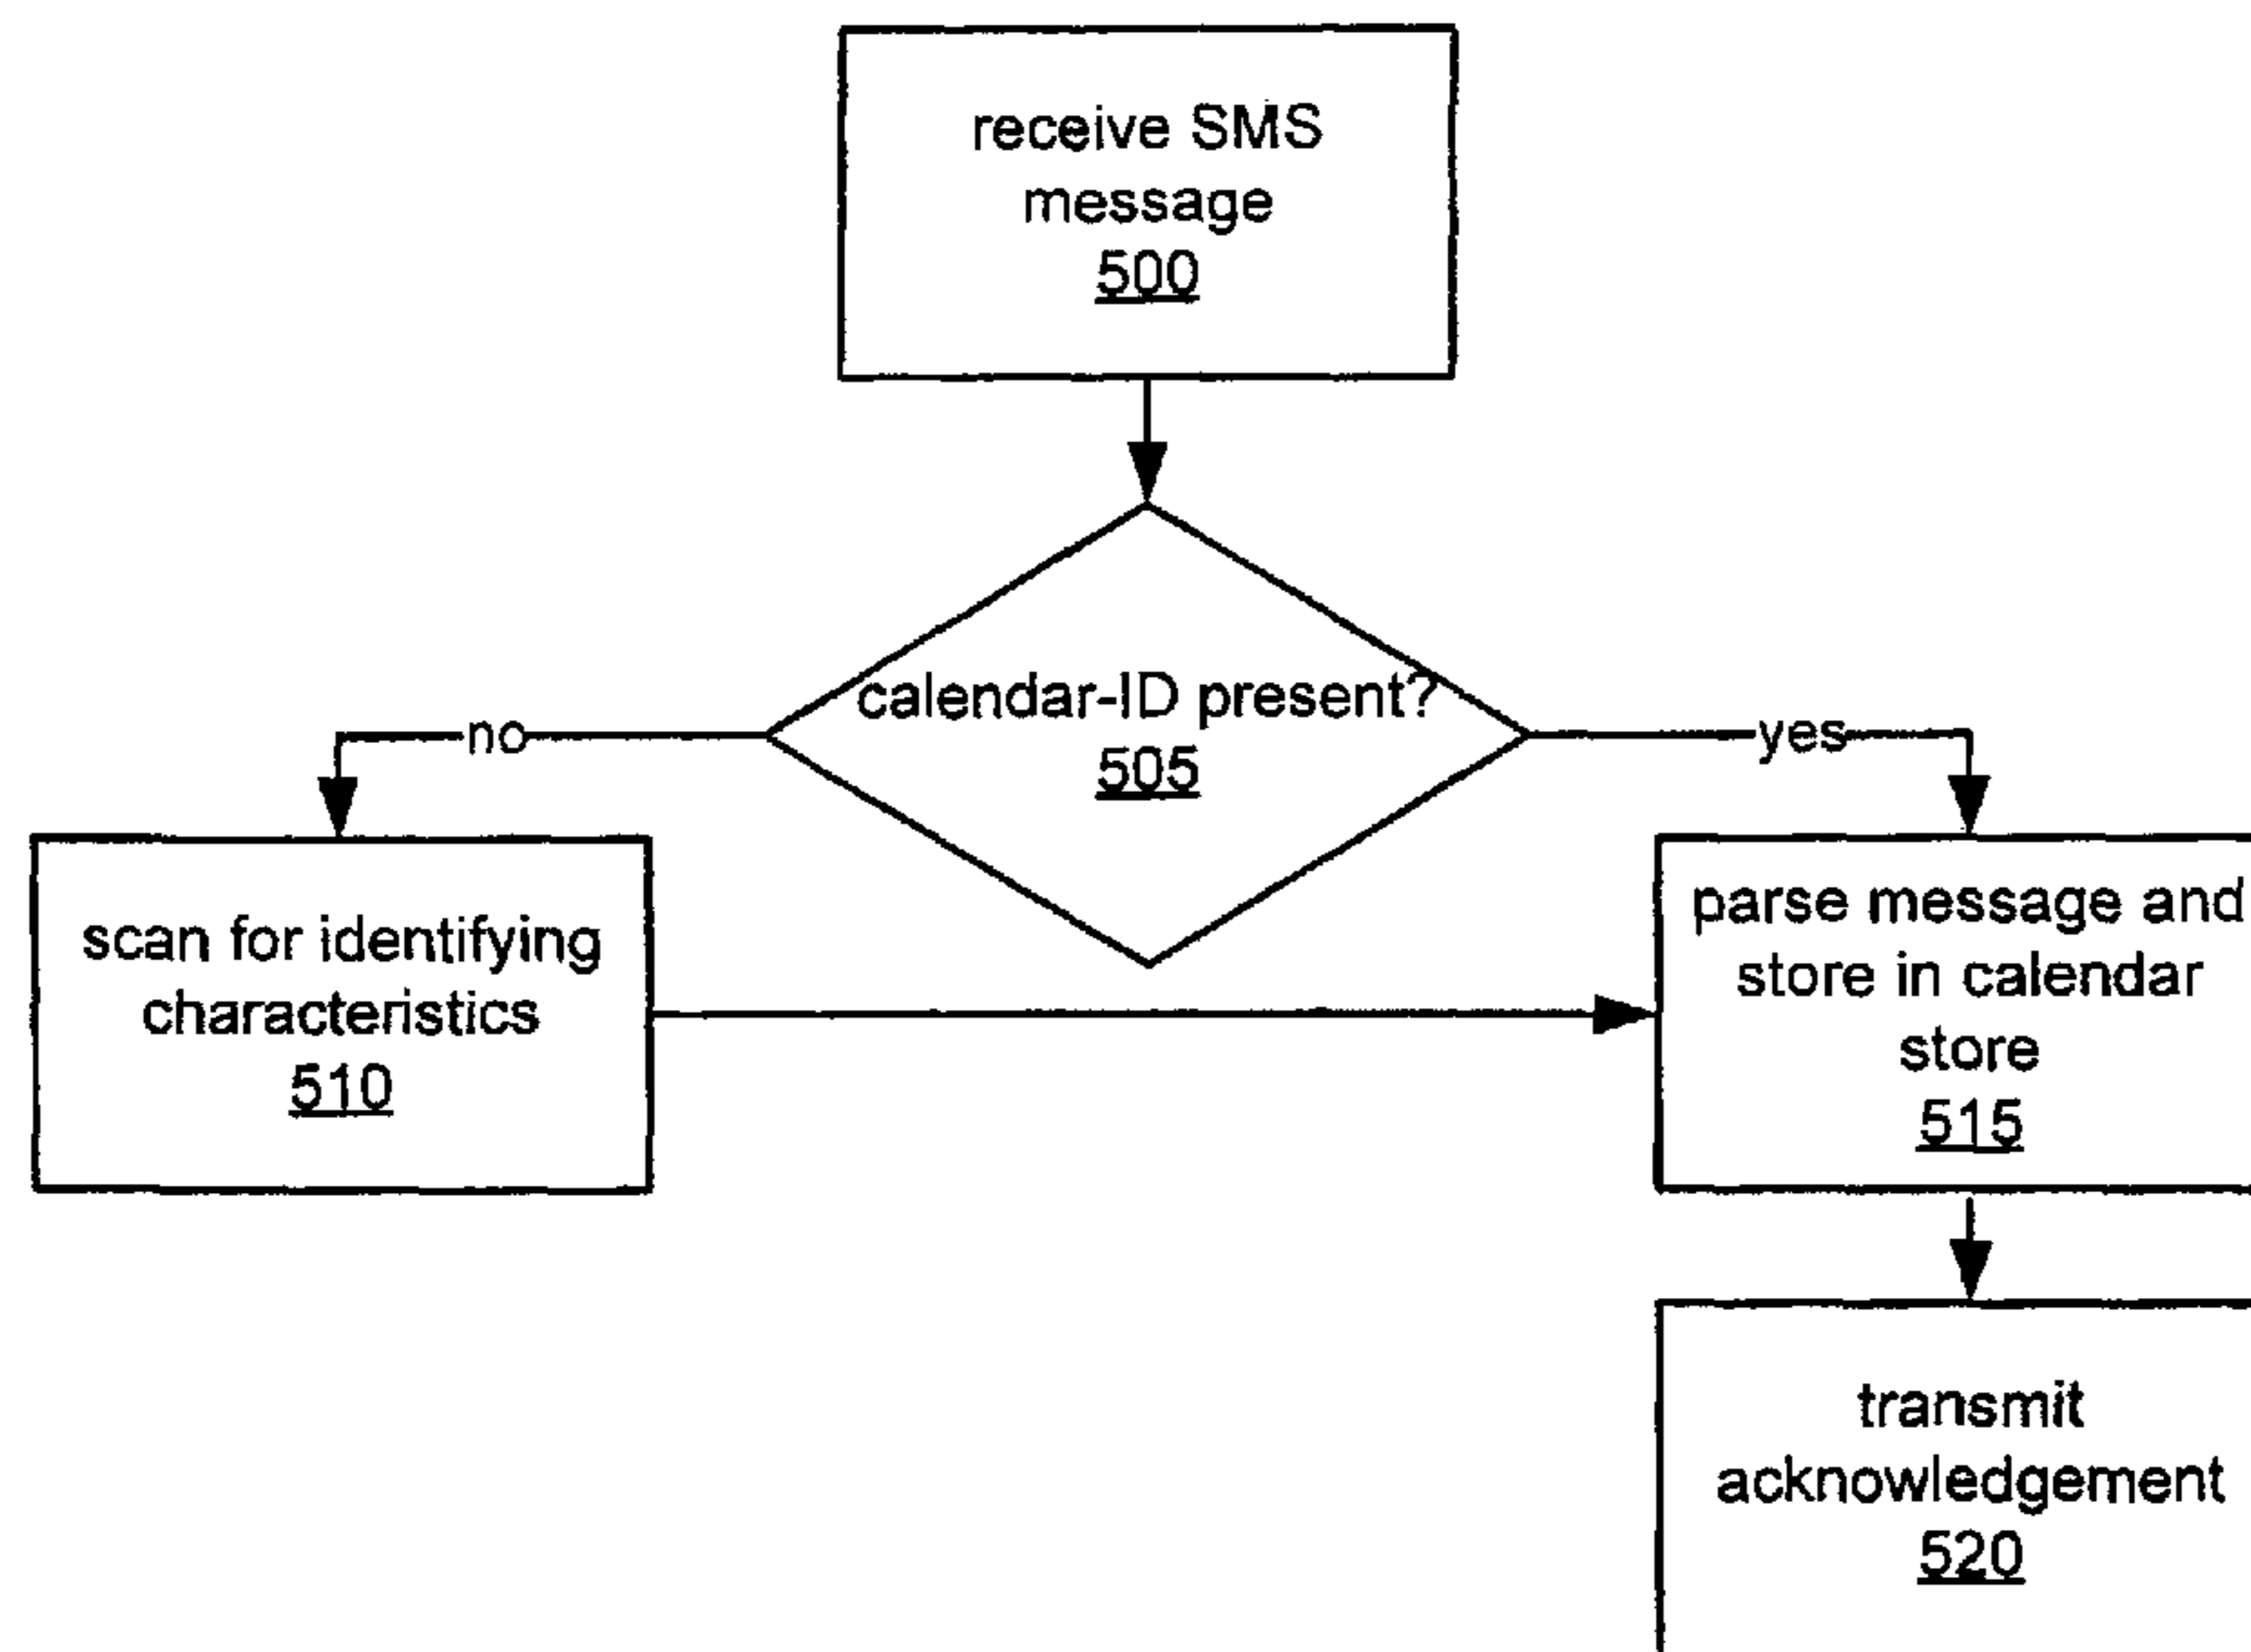 receive SMS
message
500
calendar-ID present?
505
no
yes
scan for identifying
characteristics
510
parse message and
store in calendar
store
515
transmit
acknowledgement
520